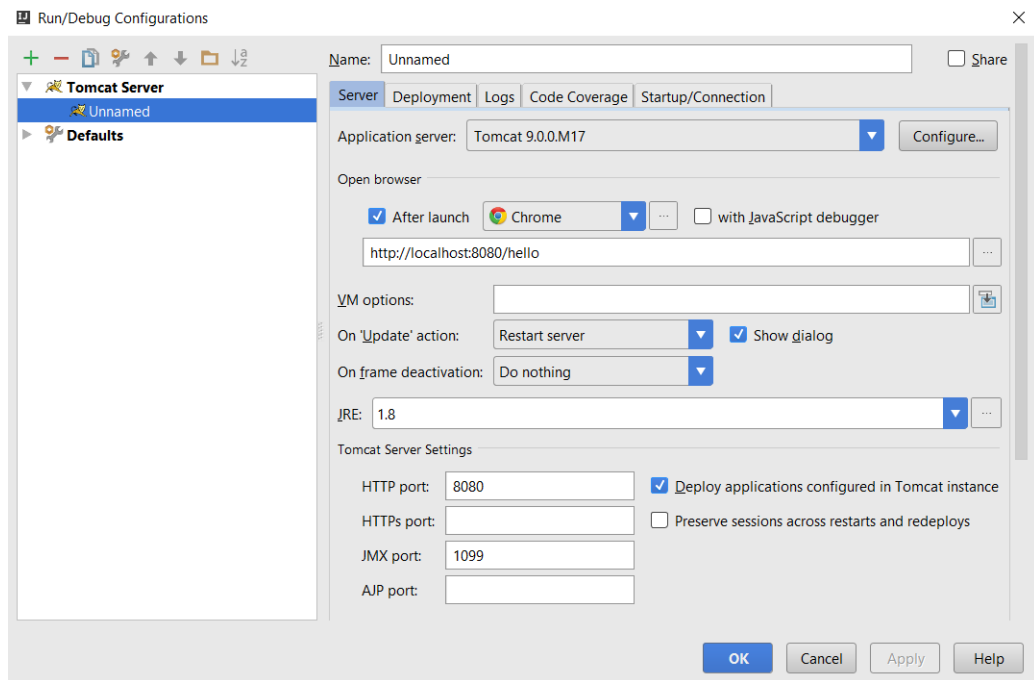 Run/Debug Configurations
Name: Unnamed Share
Tomcat Server
Unnamed
Defaults
Server Deployment Logs Code Coverage Startup/Connection
Application server: Tomcat 9.0.0.M17 Configure...
Open browser
After launch Chrome ... with JavaScript debugger
http://localhost:8080/hello ...
VM options:
On 'Update' action: Restart server Show dialog
On frame deactivation: Do nothing
JRE: 1.8 ...
Tomcat Server Settings
HTTP port: 8080 Deploy applications configured in Tomcat instance
HTTPs port: Preserve sessions across restarts and redeploys
JMX port: 1099
AJP port:
OK Cancel Apply Help